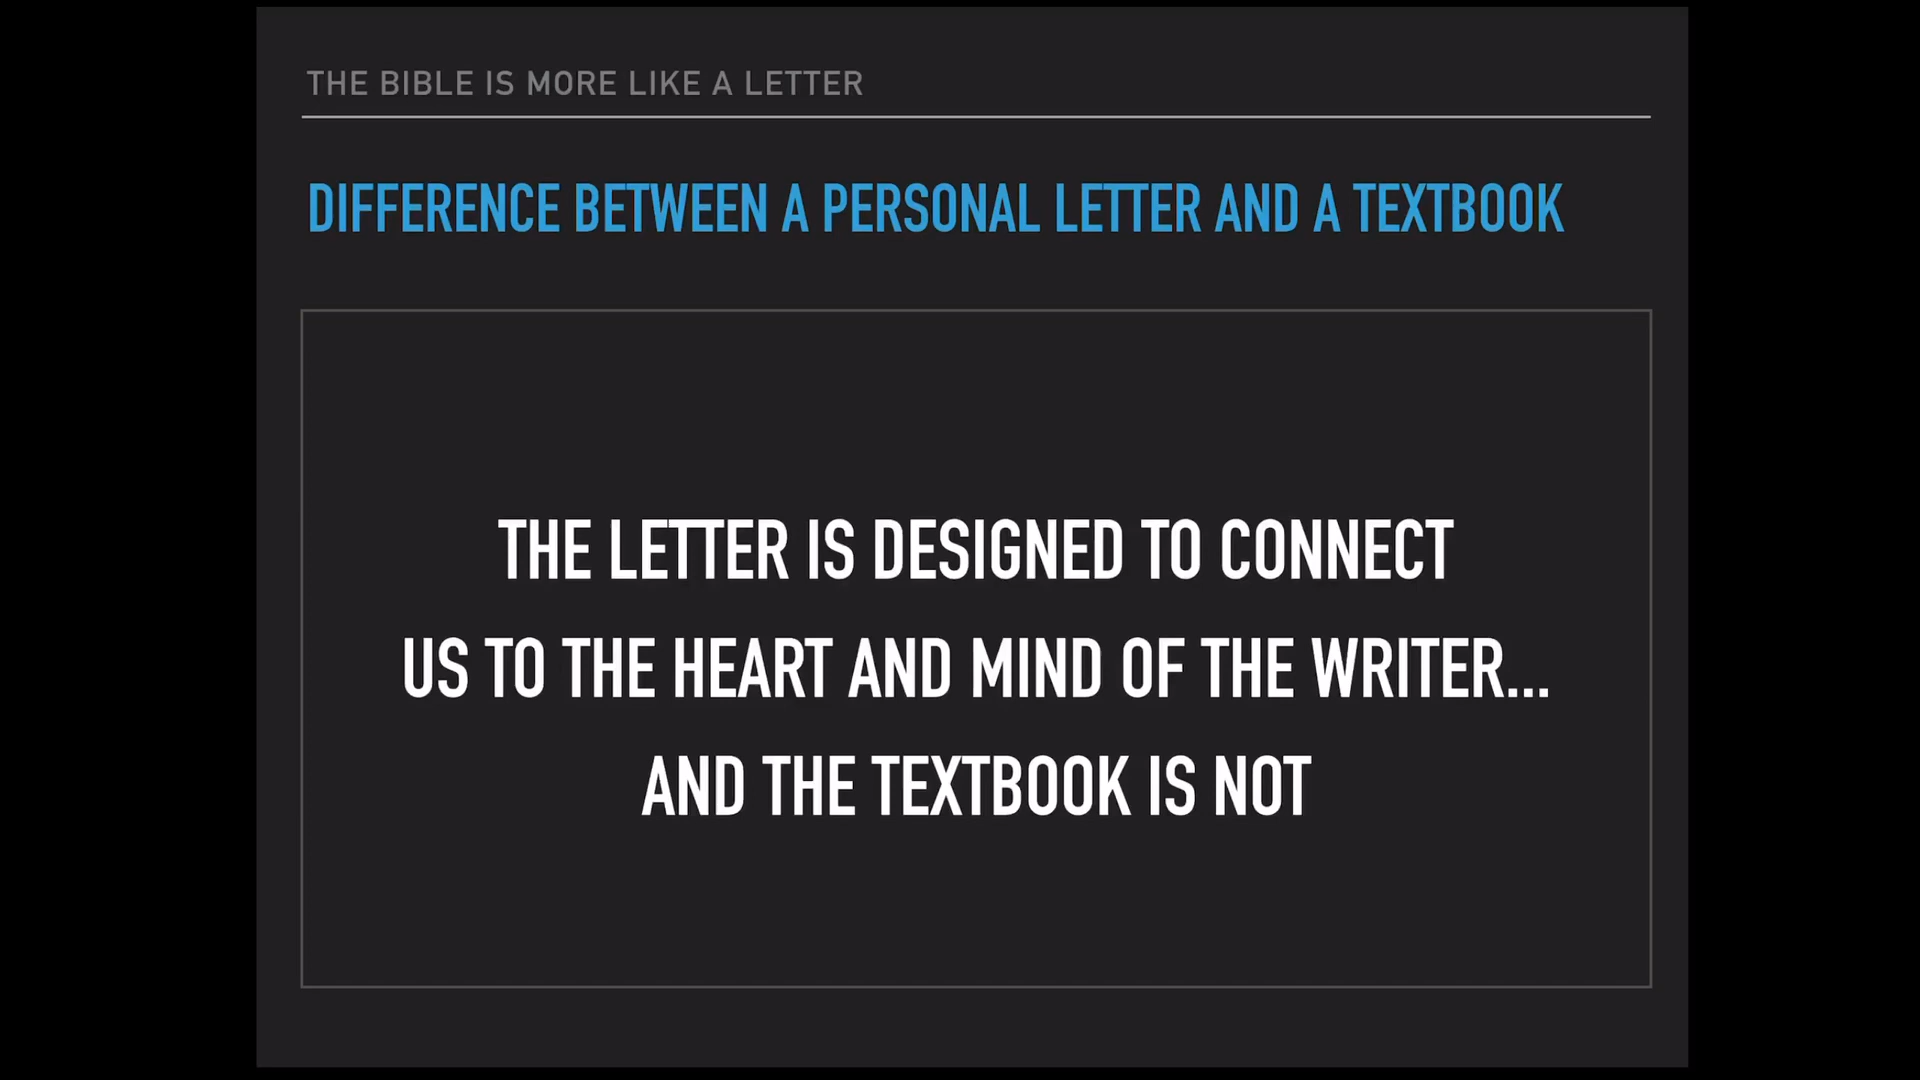 THE BIBLE IS MORE LIKE A LETTER
DIFFERENCE BETWEEN A PERSONAL LETTER AND A TEXTBOOK
THE LETTER IS DESIGNED TO CONNECT
US TO THE HEART AND MIND OF THE WRITER...
AND THE TEXTBOOK IS NOT